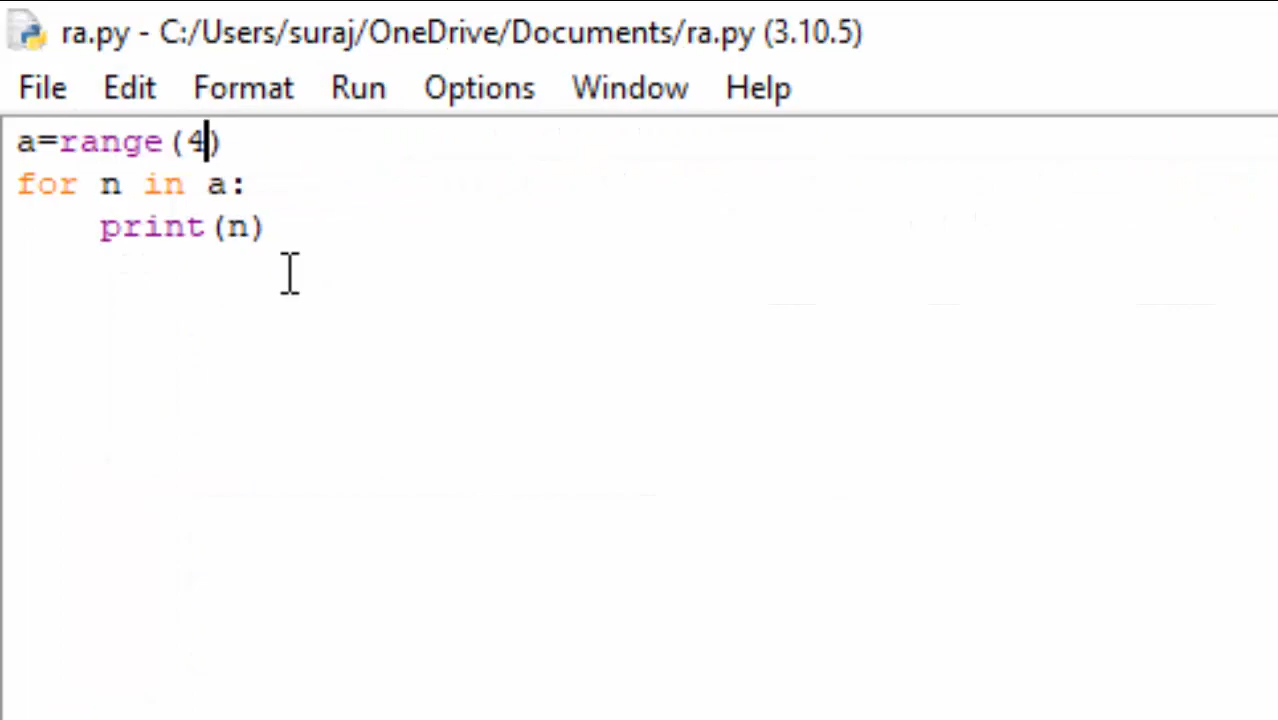 ra.py - C:/Users/suraj/OneDrive/Documents/ra.py (3.10.5)
File Edit Format Run Options Window Help
a=range(4)
for n in a:
    print(n)